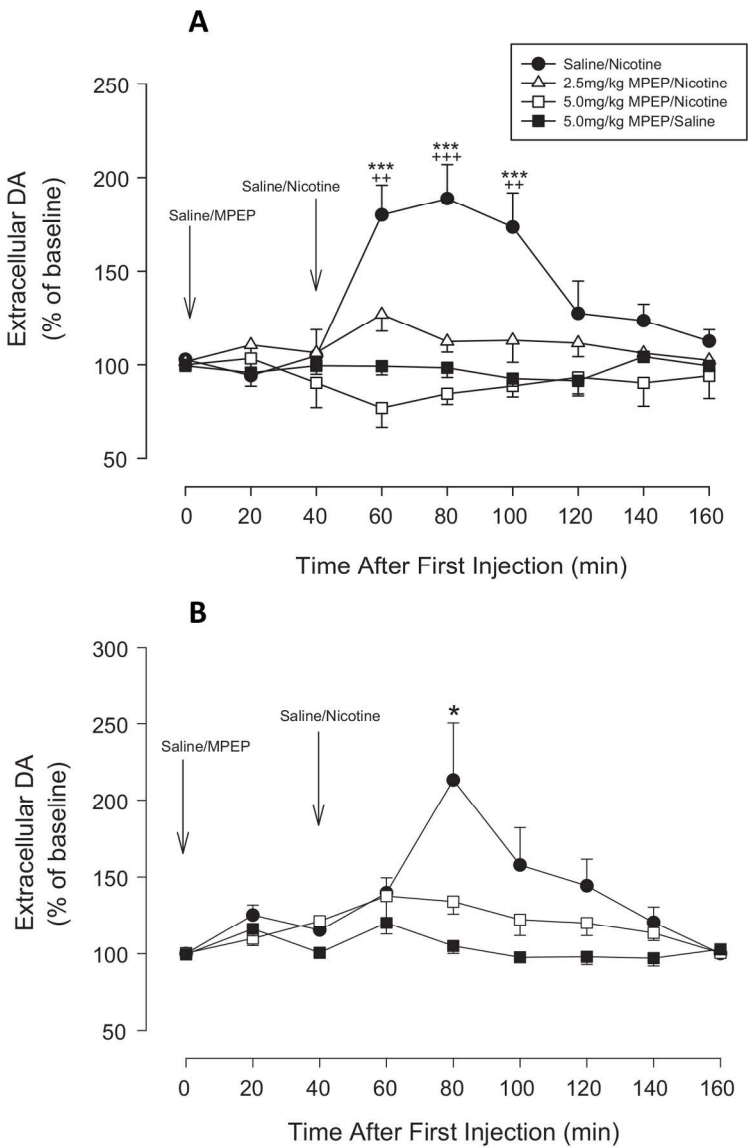 A
Saline/Nicotine
2.5mg/kg MPEP/Nicotine
5.0mg/kg MPEP/Nicotine
5.0mg/kg MPEP/Saline
Extracellular DA
(% of baseline)
250
200
150
100
50
Saline/MPEP
Saline/Nicotine
***
++
***
+++
***
++
0 20 40 60 80 100 120 140 160
Time After First Injection (min)
B
Extracellular DA
(% of baseline)
300
250
200
150
100
50
Saline/MPEP
Saline/Nicotine
*
0 20 40 60 80 100 120 140 160
Time After First Injection (min)